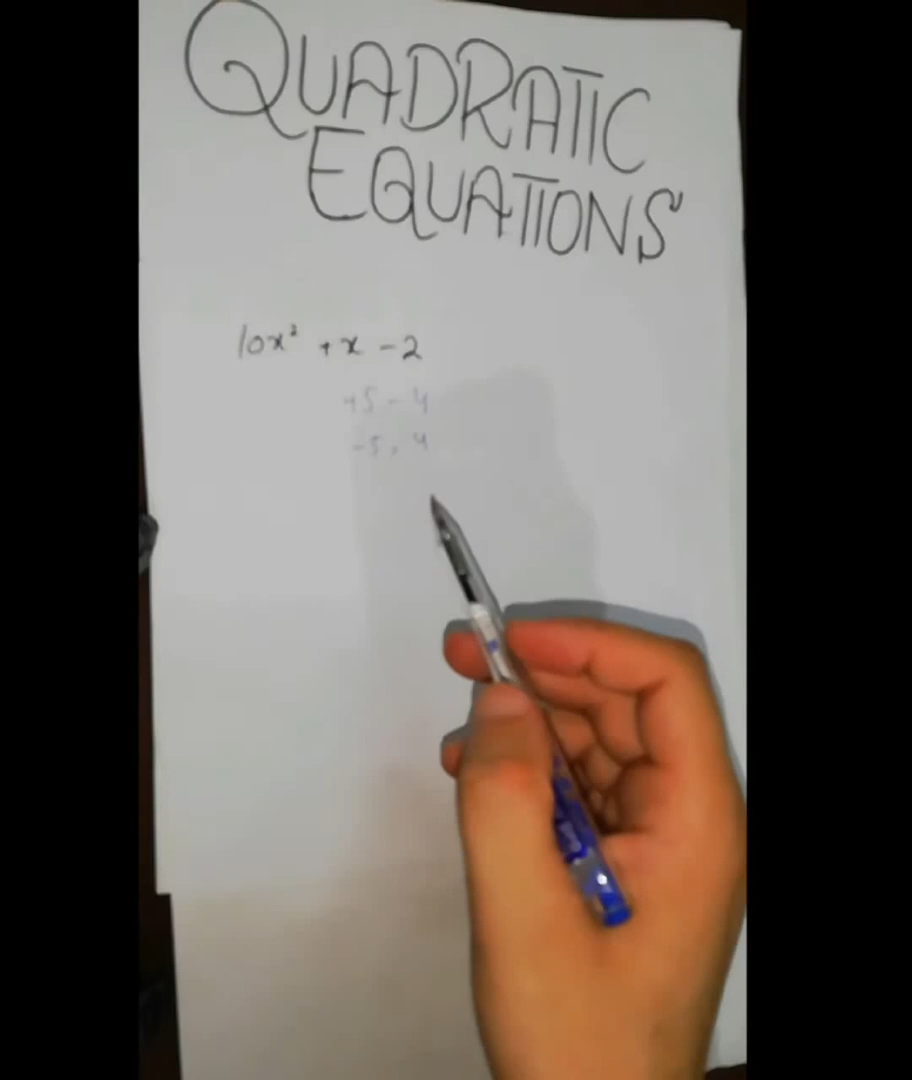 QUADRATIC
EQUATIONS
10x² + x - 2
+5 - 4
-5, 4